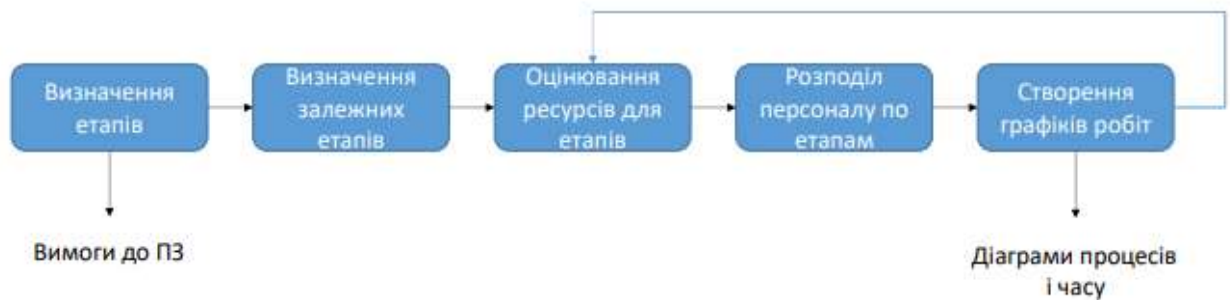 Визначення
етапів
Визначення
залежних
етапів
Оцінювання
ресурсів для
етапів
Розподіл
персоналу по
етапам
Створення
графіків робіт
Вимоги до ПЗ
Діаграми процесів
і часу